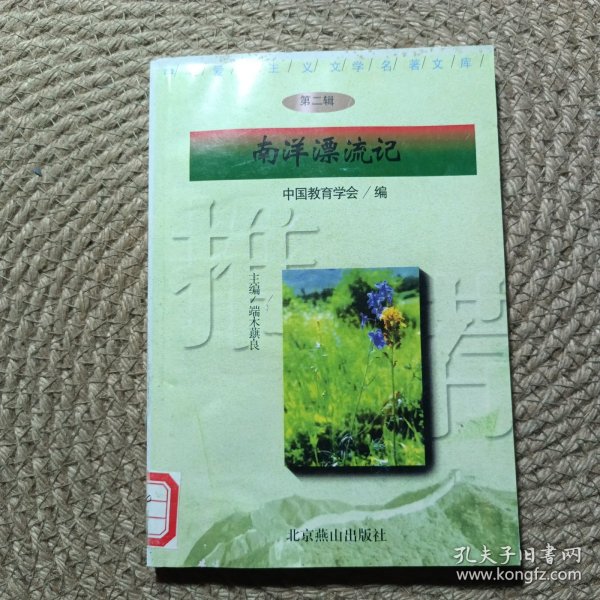 爱 主 义 文 学 名 著 文 库
第二辑
南洋漂流记
中国教育学会/编
推荐
主编/端木蕻良
北京燕山出版社
孔夫子旧书网
www.kongfz.com